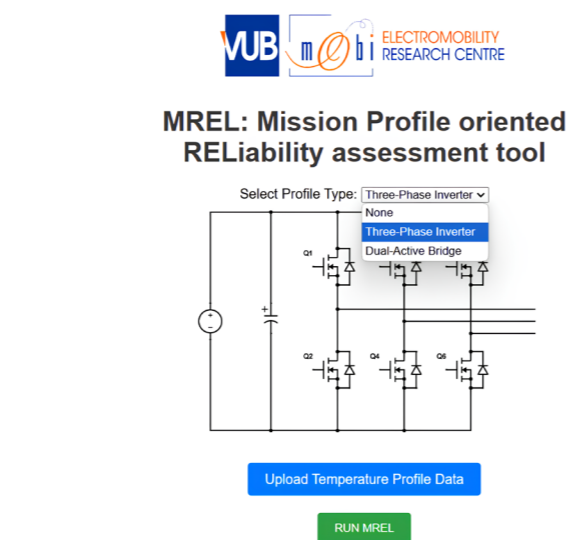 VUB
mobi
ELECTROMOBILITY
RESEARCH CENTRE
MREL: Mission Profile oriented
RELiability assessment tool
Select Profile Type: Three-Phase Inverter
None
Three-Phase Inverter
Dual-Active Bridge
Q1
+
+
-
Q2 Q4 Q6
Upload Temperature Profile Data
RUN MREL